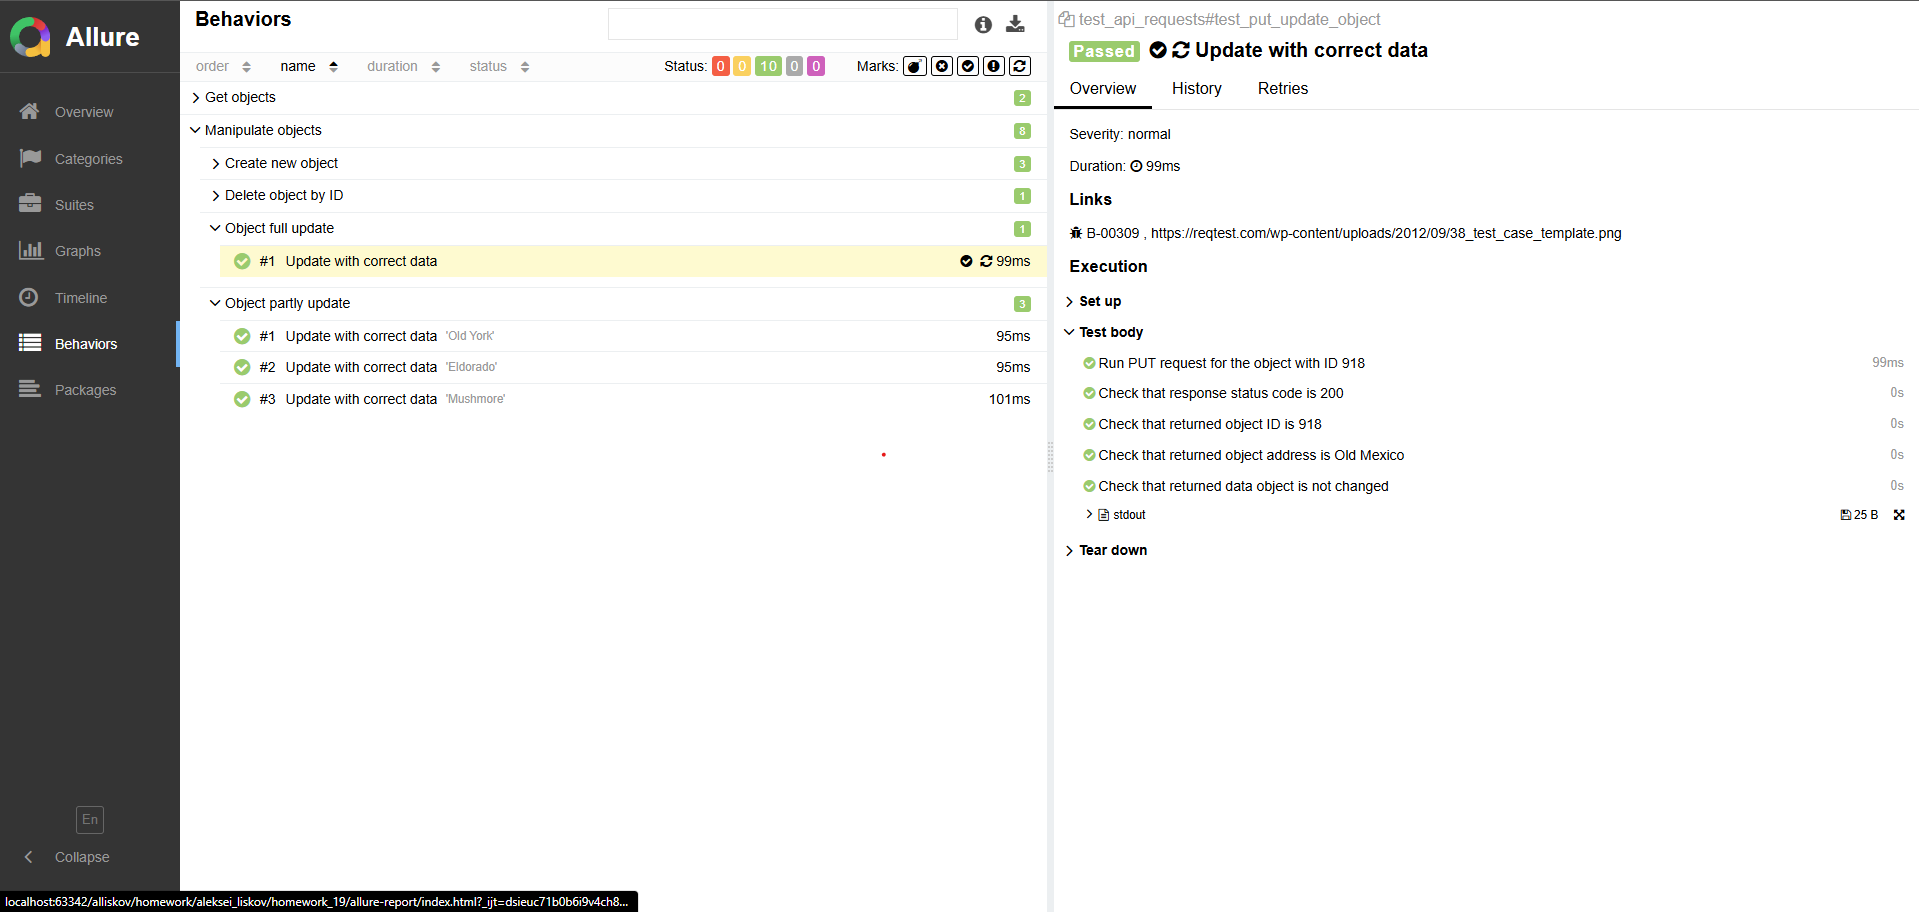 Allure
Overview
Categories
Suites
Graphs
Timeline
Behaviors
Packages
En
Collapse
Behaviors
order name duration status Status: 0 0 10 0 0 Marks:
Get objects 2
Manipulate objects 8
Create new object 3
Delete object by ID 1
Object full update 1
#1 Update with correct data 99ms
Object partly update 3
#1 Update with correct data 'Old York' 95ms
#2 Update with correct data 'Eldorado' 95ms
#3 Update with correct data 'Mushmore' 101ms
test_api_requests#test_put_update_object
Passed Update with correct data
Overview History Retries
Severity: normal
Duration: 99ms
Links
B-00309 , https://reqtest.com/wp-content/uploads/2012/09/38_test_case_template.png
Execution
Set up
Test body
Run PUT request for the object with ID 918 99ms
Check that response status code is 200 0s
Check that returned object ID is 918 0s
Check that returned object address is Old Mexico 0s
Check that returned data object is not changed 0s
stdout 25 B
Tear down
localhost:63342/alliskov/homework/aleksei_liskov/homework_19/allure-report/index.html?_ijt=dsieuc71b0b6i9v4ch8...